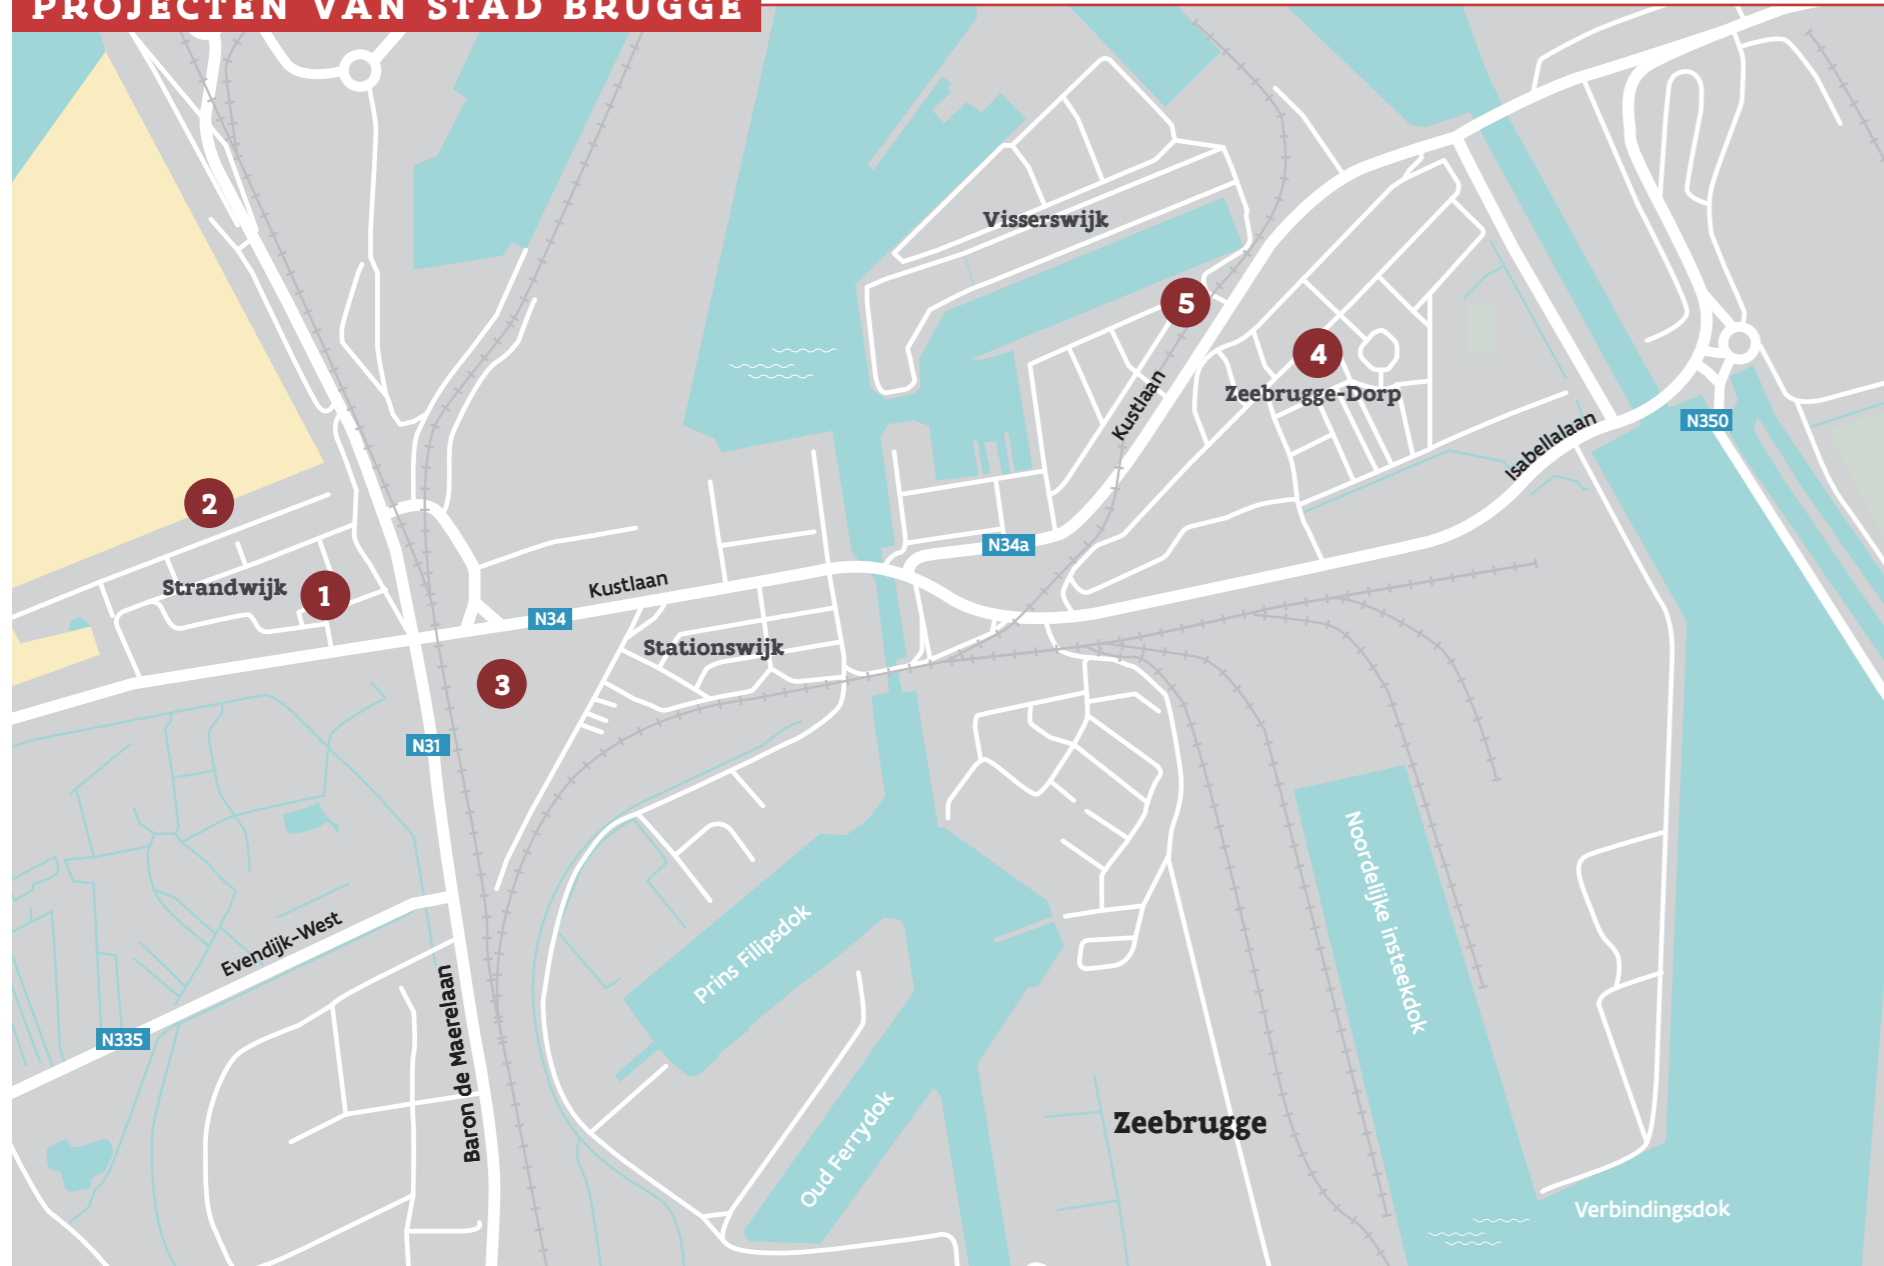 PROJECTEN VAN STAD BRUGGE
Visserswijk
5
4
Zeebrugge-Dorp
Kustlaan
N350
Isabellalaan
2
N34a
Strandwijk
1
Kustlaan
N34
Stationswijk
3
N31
Noordelijke insteekdok
Prins Filipsdok
Evendijk-West
Baron de Maerelaan
N335
Oud Ferrydok
Zeebrugge
Verbindingsdok